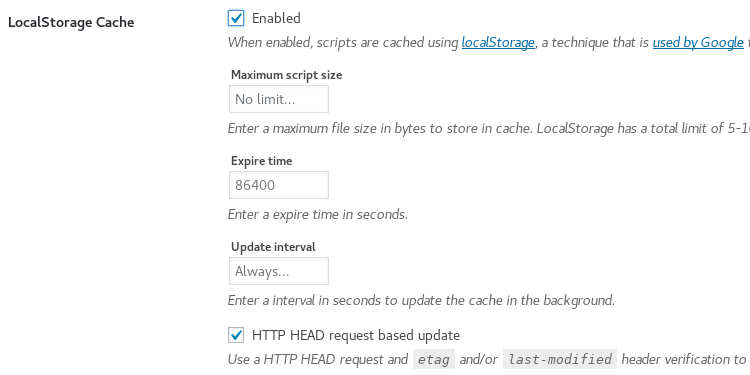 LocalStorage Cache
Enabled
When enabled, scripts are cached using localStorage, a technique that is used by Google
Maximum script size
No limit...
Enter a maximum file size in bytes to store in cache. LocalStorage has a total limit of 5-1
Expire time
86400
Enter a expire time in seconds.
Update interval
Always...
Enter a interval in seconds to update the cache in the background.
HTTP HEAD request based update
Use a HTTP HEAD request and etag and/or last-modified header verification to